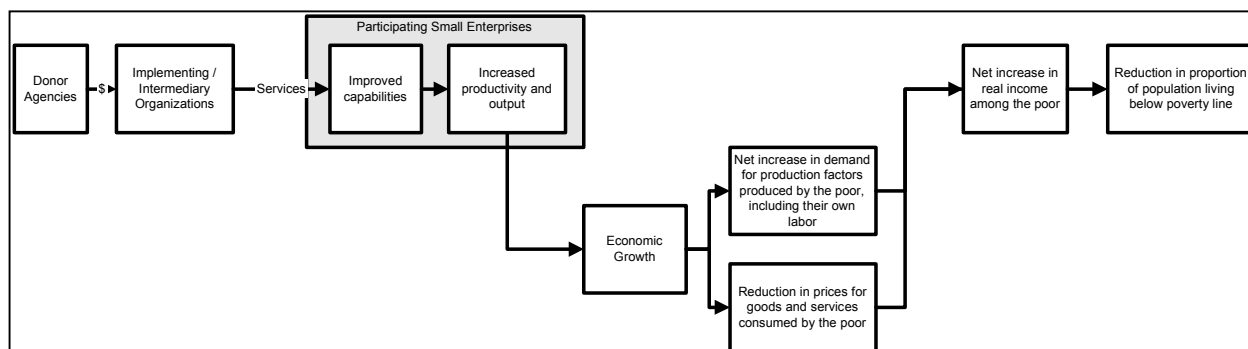 Participating Small Enterprises
Donor
Agencies
$
Implementing /
Intermediary
Organizations
Services
Improved
capabilities
Increased
productivity and
output
Economic
Growth
Net increase in demand
for production factors
produced by the poor,
including their own
labor
Reduction in prices for
goods and services
consumed by the poor
Net increase in
real income
among the poor
Reduction in proportion
of population living
below poverty line